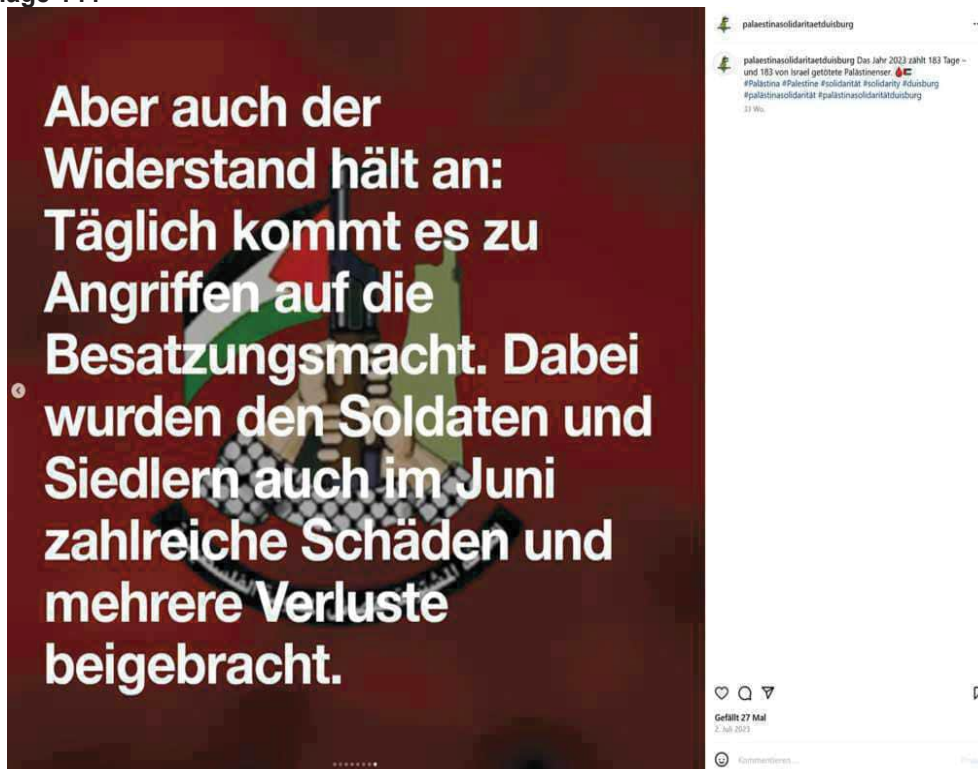 Aber auch der
Widerstand hält an:
Täglich kommt es zu
Angriffen auf die
Besatzungsmacht. Dabei
wurden den Soldaten und
Siedlern auch im Juni
zahlreiche Schäden und
mehrere Verluste
beigebracht.
palaestinasolidaritaetduisburg
palaestinasolidaritaetduisburg Das Jahr 2023 zählt 183 Tage –
und 183 von Israel getötete Palästinenser.
#Palästina #Palestine #solidarität #solidarity #duisburg
#palästinasolidarität #palästinasolidaritätduisburg
33 Wo.
Gefällt 27 Mal
2. Juli 2023
Kommentieren ...